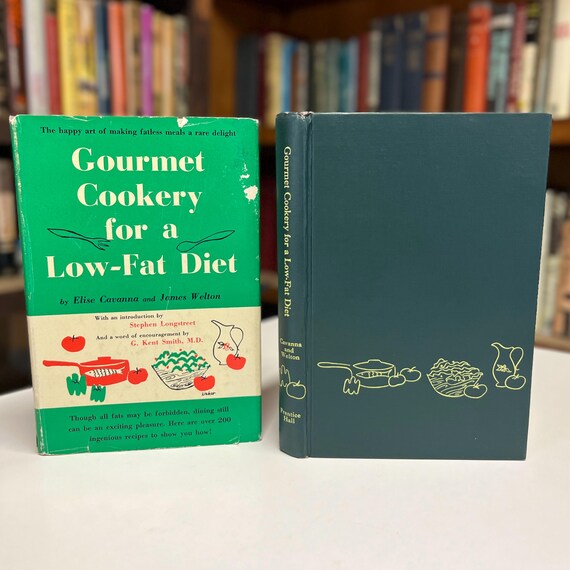 The happy art of making fatless meals a rare delight
Gourmet
Cookery
for a
Low-Fat Diet
by Elise Cavanna and James Welton
With an introduction by
Stephen Longstreet
And a word of encouragement by
G. Kent Smith, M.D.
Though all fats may be forbidden, dining still
can be an exciting pleasure. Here are over 200
ingenious recipes to show you how!
Gourmet Cookery for a Low-Fat Diet
Cavanna
and
Welton
Prentice
Hall